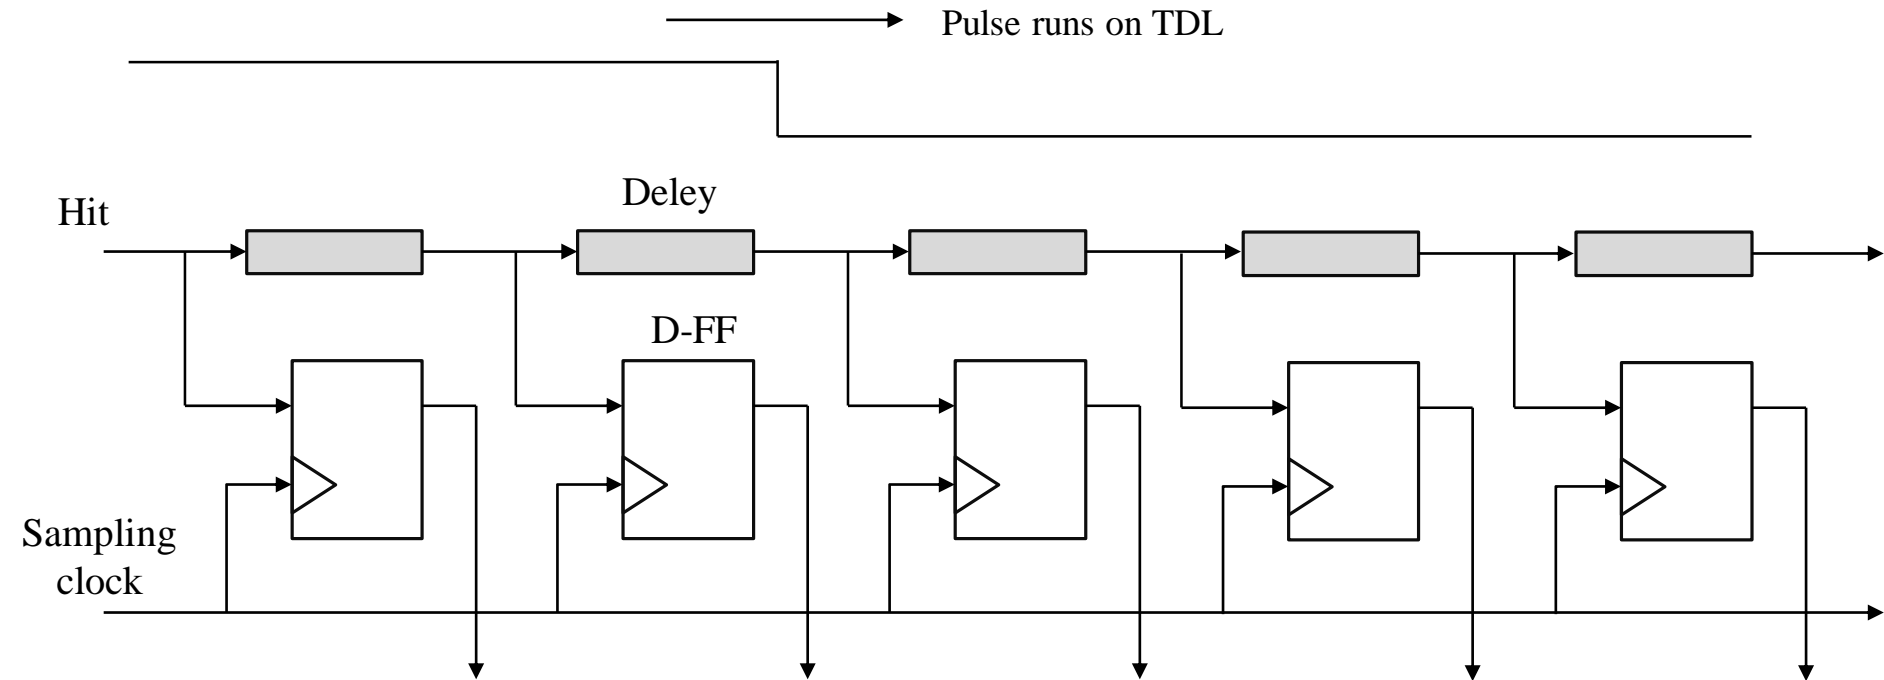 Pulse runs on TDL
Deley
Hit
D-FF
Sampling
clock